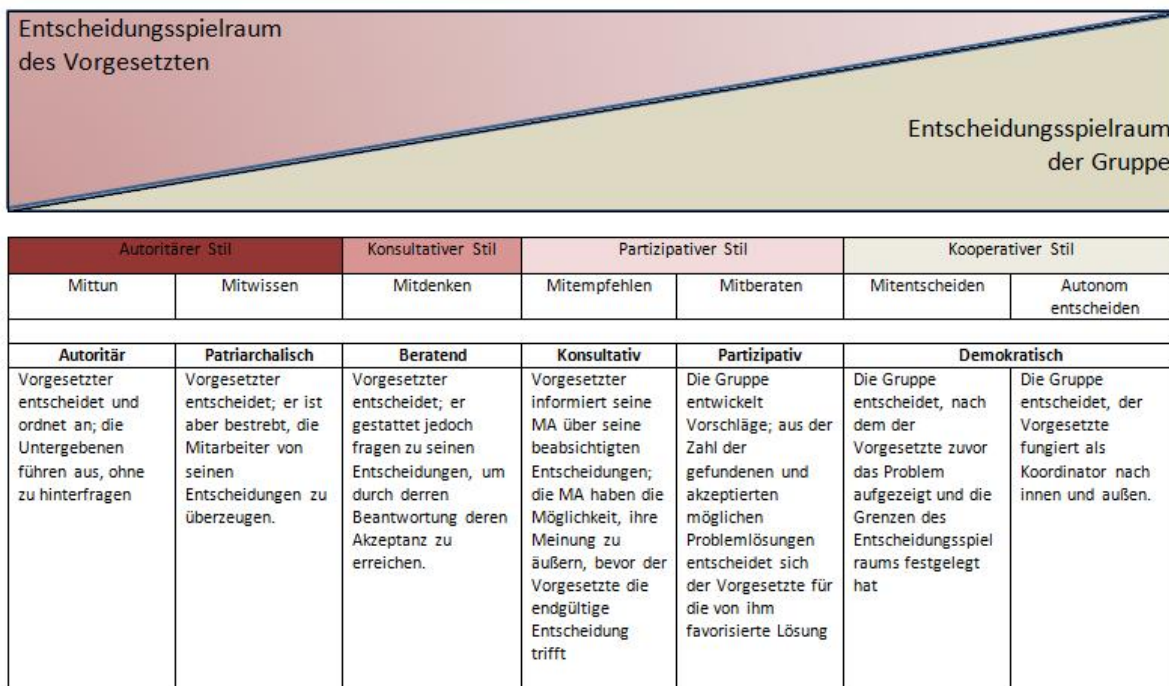 Entscheidungsspielraum
des Vorgesetzten
Entscheidungsspielraum
der Gruppe
Autoritärer Stil
Konsultativer Stil
Partizipativer Stil
Kooperativer Stil
Mittun
Mitwissen
Mitdenken
Mitempfehlen
Mitberaten
Mitentscheiden
Autonom
entscheiden
Autoritär
Patriarchalisch
Beratend
Konsultativ
Partizipativ
Demokratisch
Vorgesetzter
entscheidet und
ordnet an; die
Untergebenen
führen aus, ohne
zu hinterfragen
Vorgesetzter
entscheidet; er ist
aber bestrebt, die
Mitarbeiter von
seinen
Entscheidungen zu
überzeugen.
Vorgesetzter
entscheidet; er
gestattet jedoch
fragen zu seinen
Entscheidungen, um
durch derren
Beantwortung deren
Akzeptanz zu
erreichen.
Vorgesetzter
informiert seine
MA über seine
beabsichtigten
Entscheidungen;
die MA haben die
Möglichkeit, ihre
Meinung zu
äußern, bevor der
Vorgesetzte die
endgültige
Entscheidung
trifft
Die Gruppe
entwickelt
Vorschläge; aus der
Zahl der
gefundenen und
akzeptierten
möglichen
Problemlösungen
entscheidet sich
der Vorgesetzte für
die von ihm
favorisierte Lösung
Die Gruppe
entscheidet, nach
dem der
Vorgesetzte zuvor
das Problem
aufgezeigt und die
Grenzen des
Entscheidungsspiel
raums festgelegt
hat
Die Gruppe
entscheidet, der
Vorgesetzte
fungiert als
Koordinator nach
innen und außen.